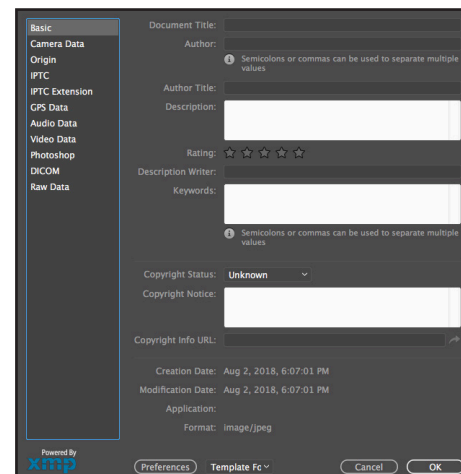 Basic
Camera Data
Origin
IPTC
IPTC Extension
GPS Data
Audio Data
Video Data
Photoshop
DICOM
Raw Data
Document Title:
Author:
Semicolons or commas can be used to separate multiple
values
Author Title:
Description:
Rating:
Description Writer:
Keywords:
Semicolons or commas can be used to separate multiple
values
Copyright Status: Unknown
Copyright Notice:
Copyright Info URL:
Creation Date: Aug 2, 2018, 6:07:01 PM
Modification Date: Aug 2, 2018, 6:07:01 PM
Application:
Format: image/jpeg
Powered By
xmp
Preferences Template Fc Cancel OK